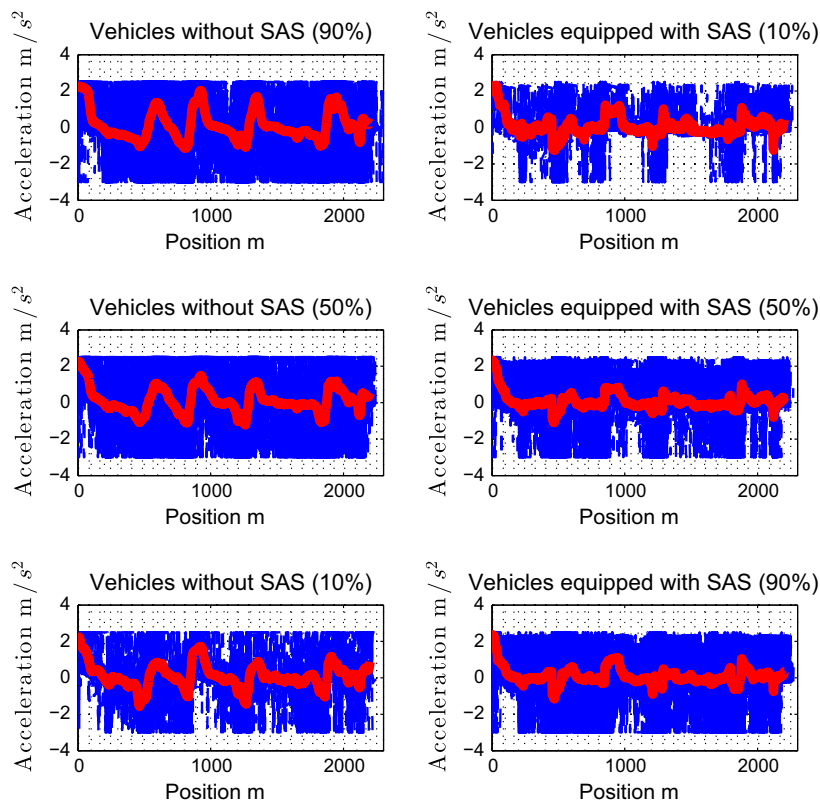 Vehicles without SAS (90%)
Acceleration m/s²
4
2
0
−2
−4
0 1000 2000
Position m
Vehicles equipped with SAS (10%)
Acceleration m/s²
4
2
0
−2
−4
0 1000 2000
Position m
Vehicles without SAS (50%)
Acceleration m/s²
4
2
0
−2
−4
0 1000 2000
Position m
Vehicles equipped with SAS (50%)
Acceleration m/s²
4
2
0
−2
−4
0 1000 2000
Position m
Vehicles without SAS (10%)
Acceleration m/s²
4
2
0
−2
−4
0 1000 2000
Position m
Vehicles equipped with SAS (90%)
Acceleration m/s²
4
2
0
−2
−4
0 1000 2000
Position m